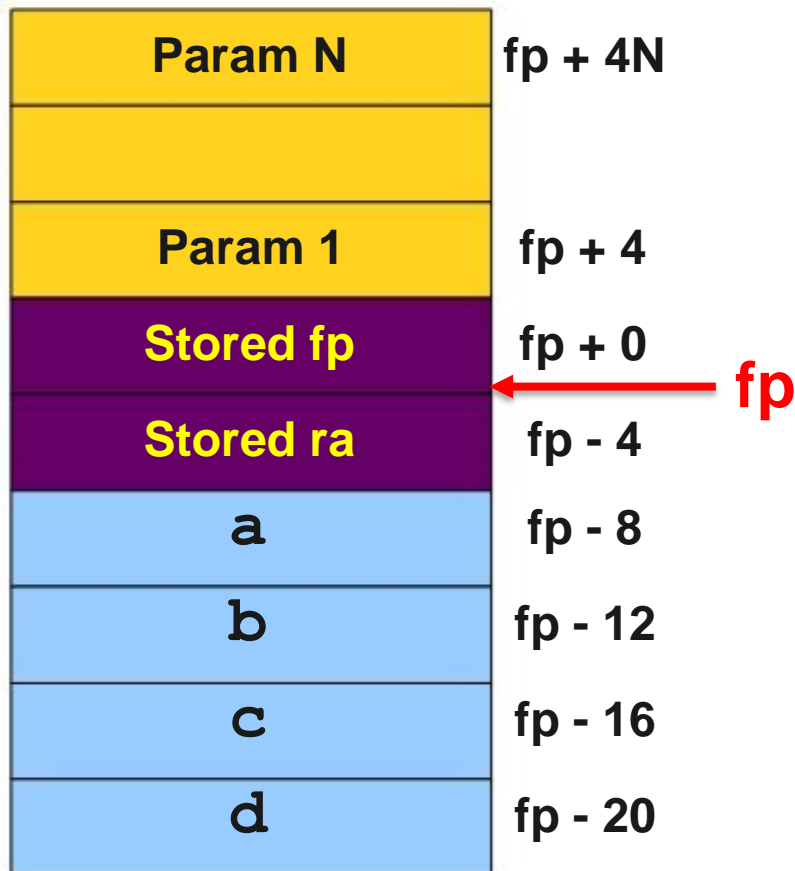 Param N fp + 4N
Param 1 fp + 4
Stored fp fp + 0
fp
Stored ra fp - 4
a fp - 8
b fp - 12
c fp - 16
d fp - 20